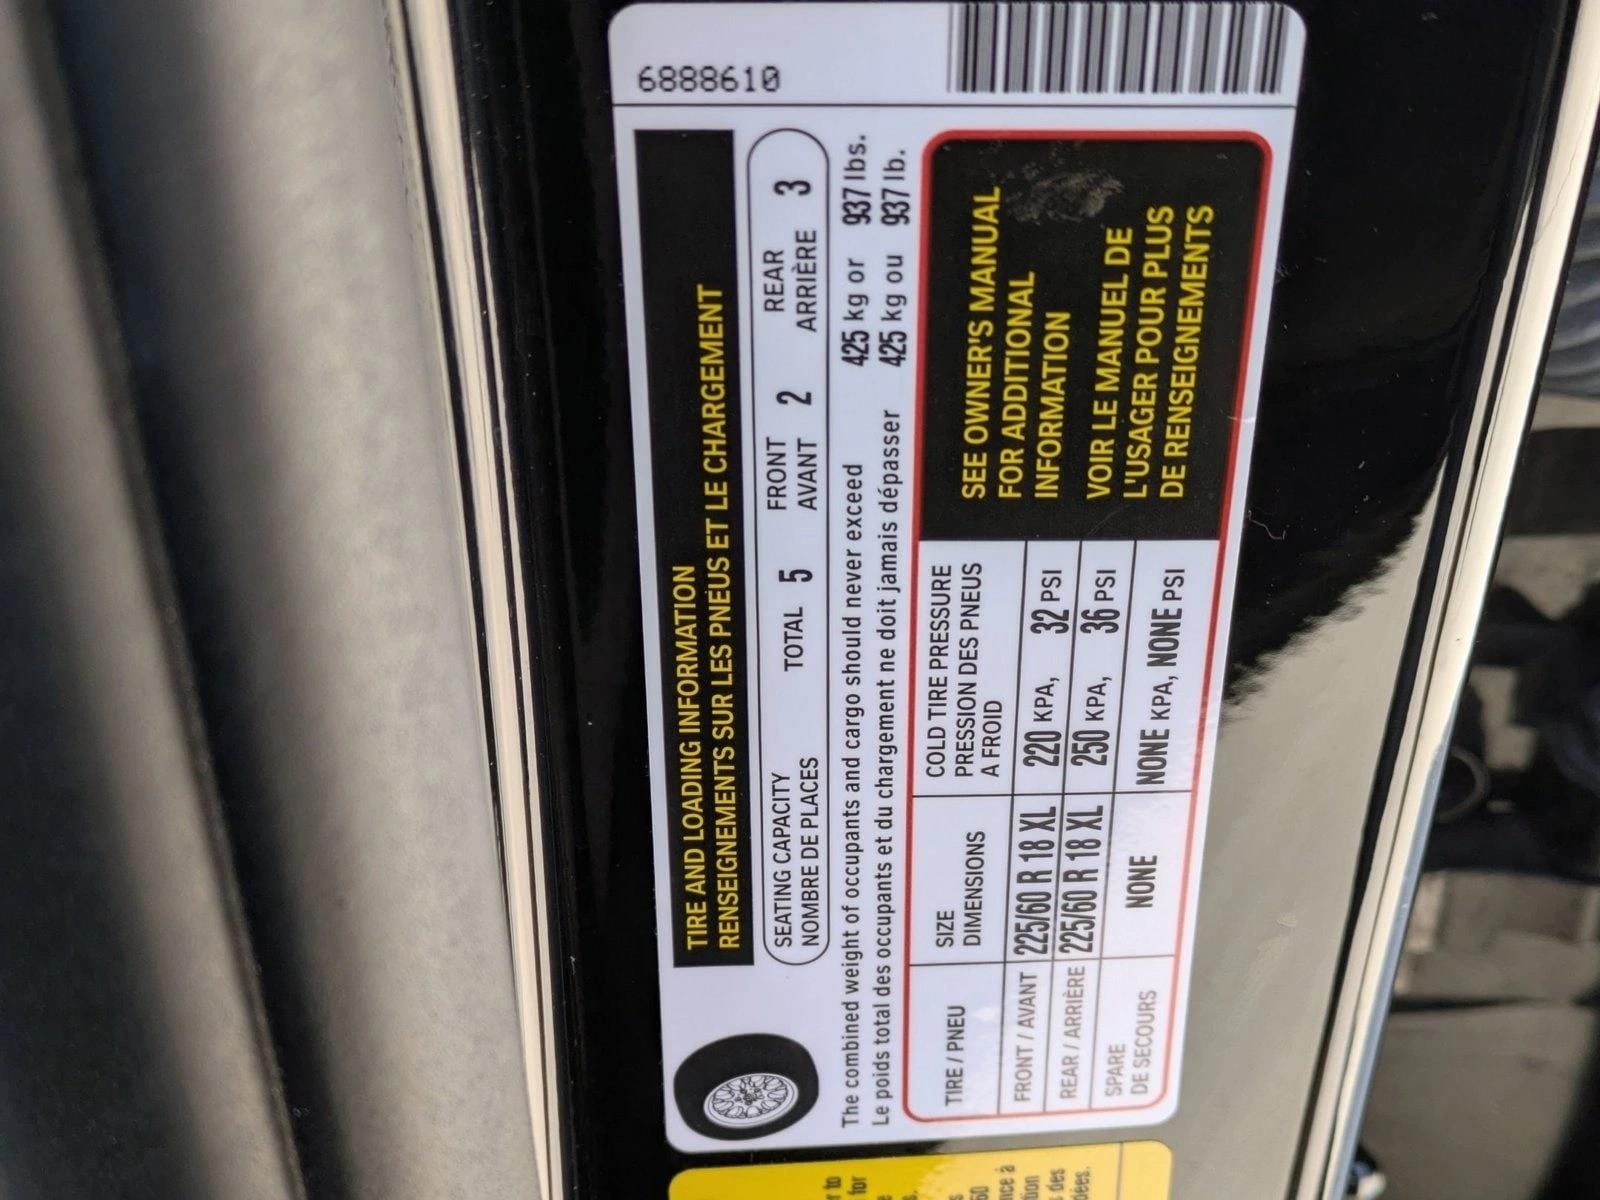 6888610
TIRE AND LOADING INFORMATION
RENSEIGNEMENTS SUR LES PNEUS ET LE CHARGEMENT
SEATING CAPACITY
NOMBRE DE PLACES
TOTAL 5
FRONT
AVANT 2
REAR
ARRIÈRE 3
The combined weight of occupants and cargo should never exceed 425 kg or 937 lbs.
Le poids total des occupants et du chargement ne doit jamais dépasser 425 kg ou 937 lb.
TIRE / PNEU
SIZE
DIMENSIONS
COLD TIRE PRESSURE
PRESSION DES PNEUS
A FROID
FRONT / AVANT 225/60 R 18 XL 220 KPA, 32 PSI
REAR / ARRIÈRE 225/60 R 18 XL 250 KPA, 36 PSI
SPARE
DE SECOURS
NONE
NONE KPA, NONE PSI
SEE OWNER'S MANUAL
FOR ADDITIONAL
INFORMATION
VOIR LE MANUEL DE
L'USAGER POUR PLUS
DE RENSEIGNEMENTS